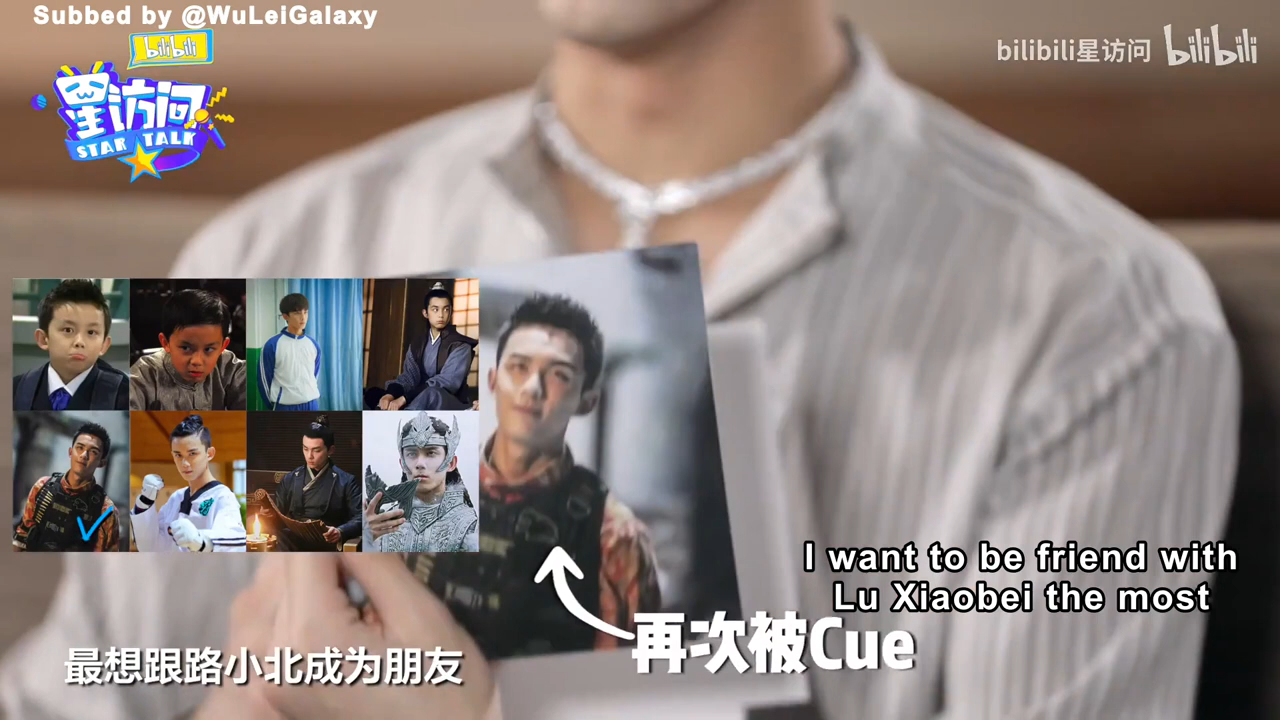 Subbed by @WuLeiGalaxy
bilibili
星访问
STAR TALK
bilibili星访问 bilibili
I want to be friend with
Lu Xiaobei the most
再次被Cue
最想跟路小北成为朋友